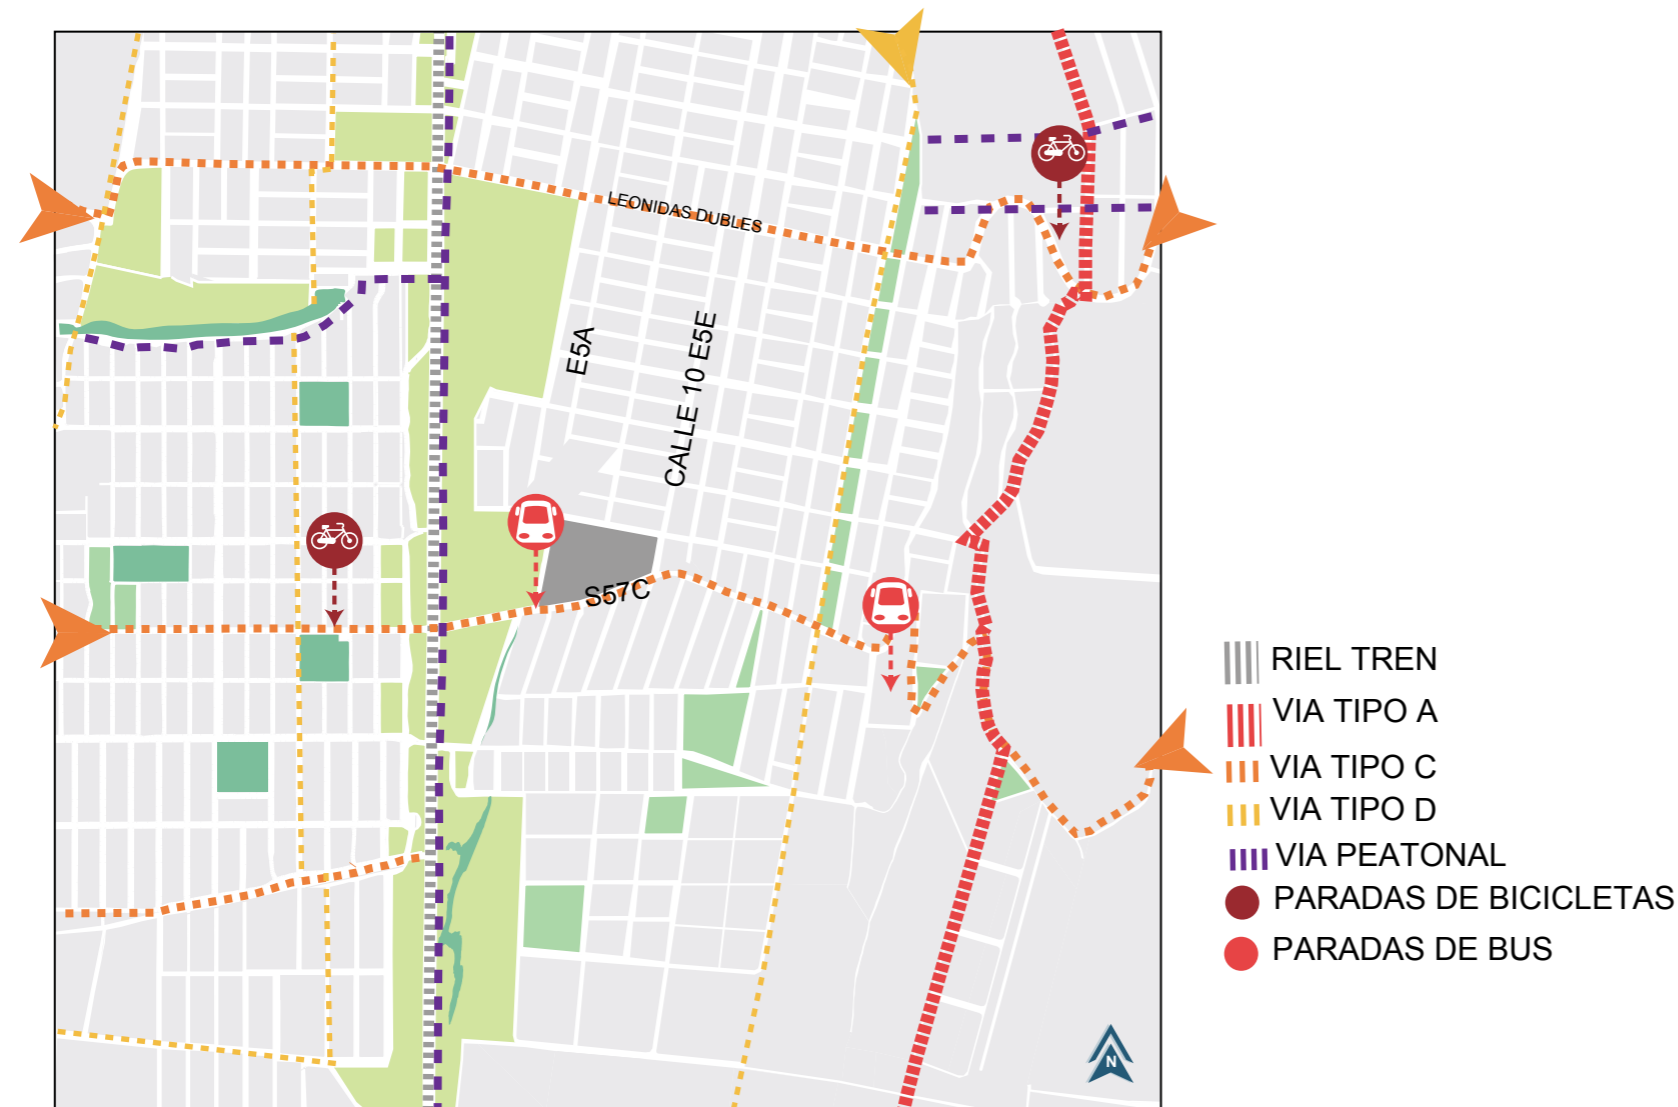 LEONIDAS DUBLES
E5A
CALLE 10 E5E
S57C
N
RIEL TREN
VIA TIPO A
VIA TIPO C
VIA TIPO D
VIA PEATONAL
PARADAS DE BICICLETAS
PARADAS DE BUS